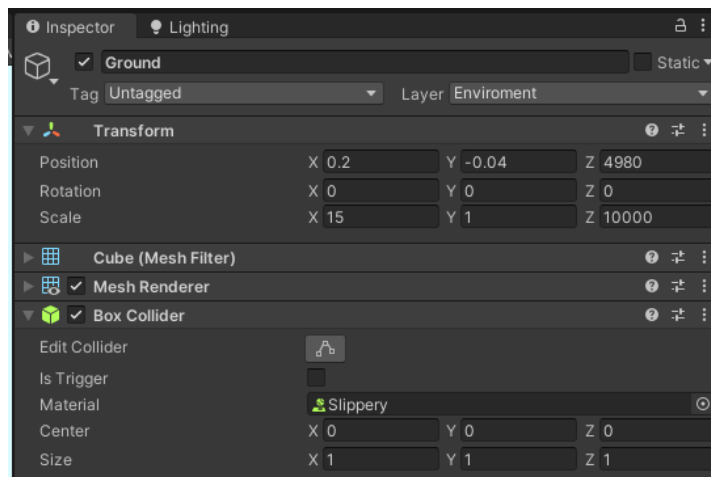 Inspector Lighting
Ground Static
Tag Untagged Layer Enviroment
Transform
Position X 0.2 Y -0.04 Z 4980
Rotation X 0 Y 0 Z 0
Scale X 15 Y 1 Z 10000
Cube (Mesh Filter)
Mesh Renderer
Box Collider
Edit Collider
Is Trigger
Material Slippery
Center X 0 Y 0 Z 0
Size X 1 Y 1 Z 1